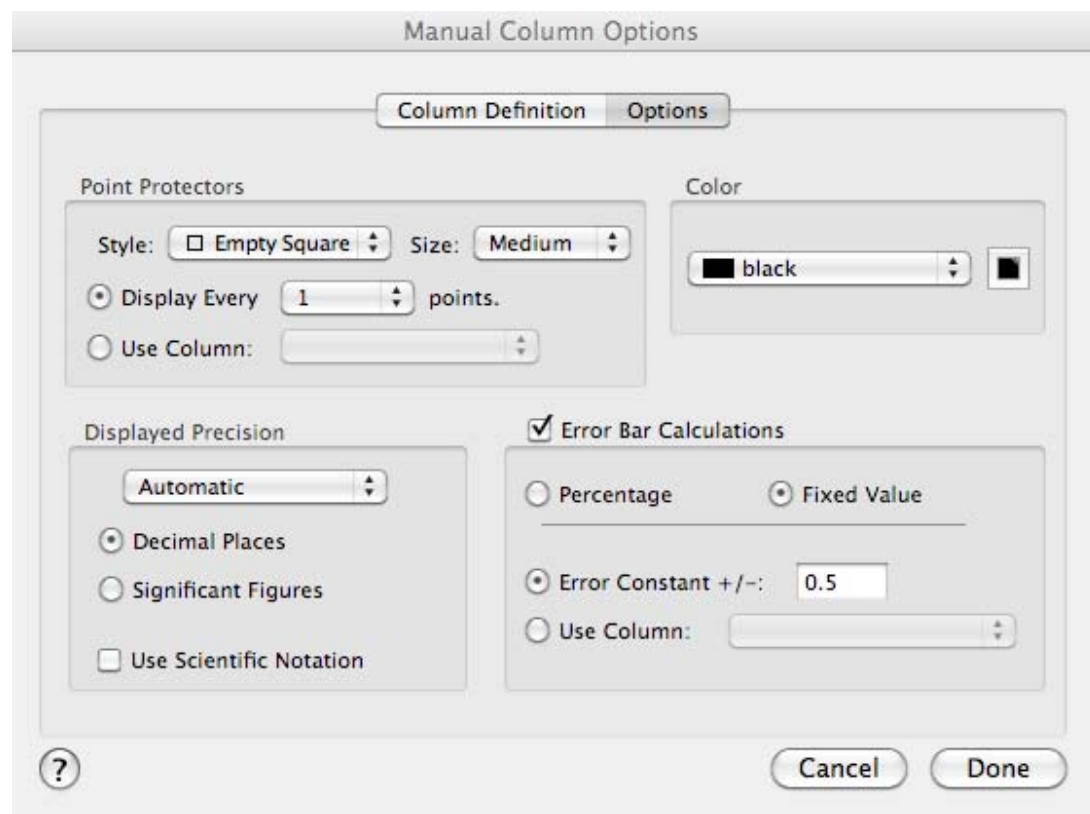 Manual Column Options
Column Definition Options
Point Protectors
Style: Empty Square Size: Medium
Display Every 1 points.
Use Column:
Color
black
Displayed Precision
Automatic
Decimal Places
Significant Figures
Use Scientific Notation
Error Bar Calculations
Percentage Fixed Value
Error Constant +/-: 0.5
Use Column:
? Cancel Done